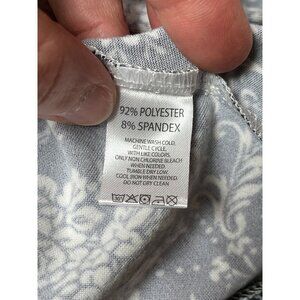 92% POLYESTER
8% SPANDEX
MACHINE WASH COLD.
GENTLE CYCLE.
WITH LIKE COLORS.
ONLY NON CHLORINE BLEACH
WHEN NEEDED.
TUMBLE DRY LOW.
COOL IRON WHEN NEEDED.
DO NOT DRY CLEAN